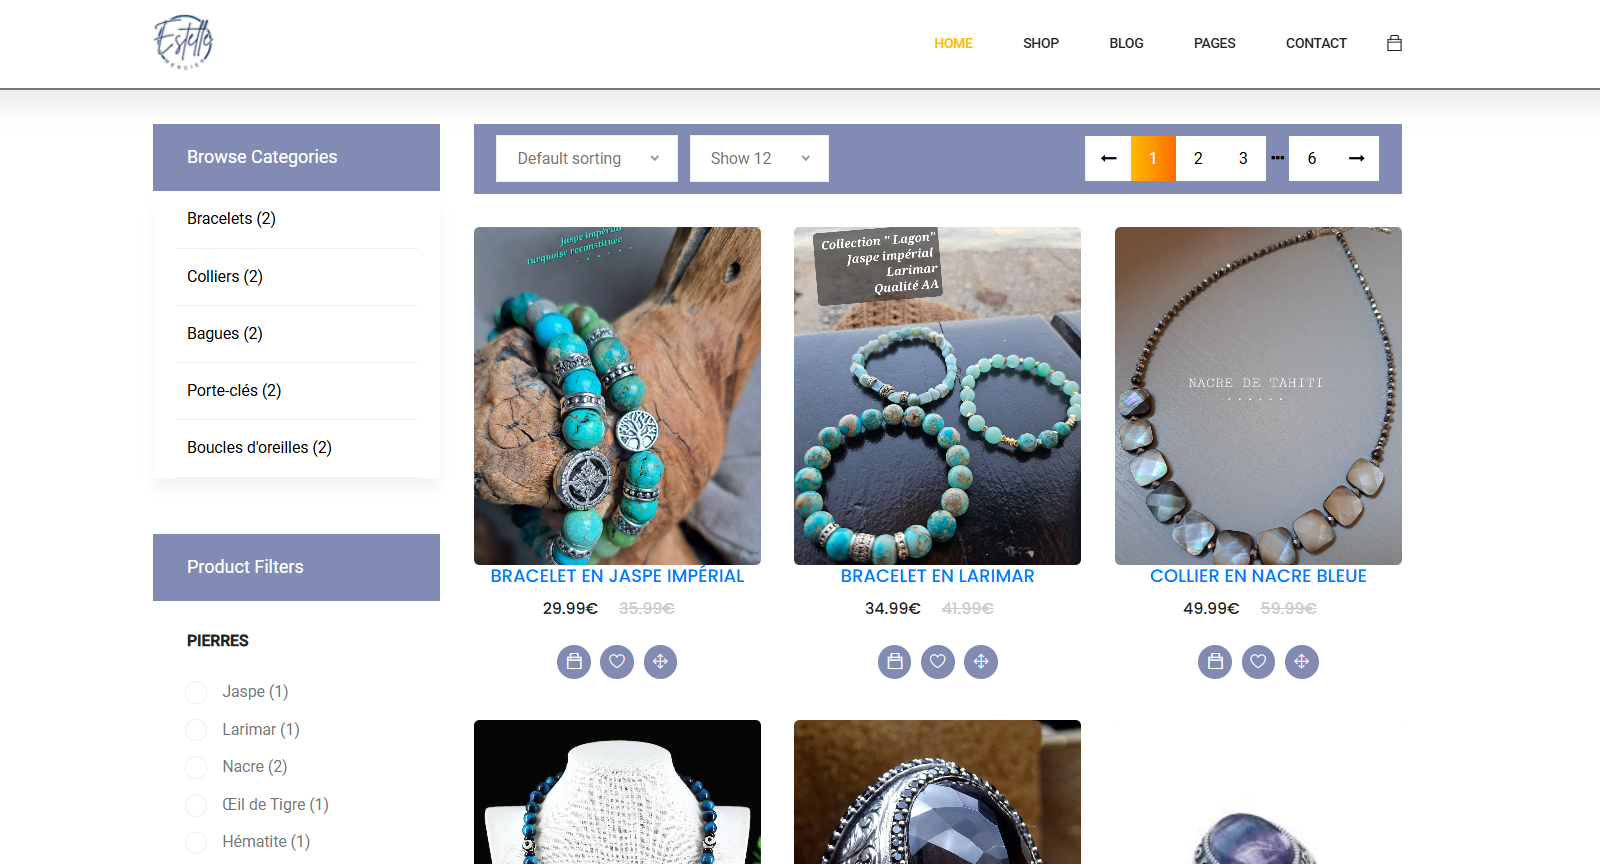 Estelle
MERCIER
HOME
SHOP
BLOG
PAGES
CONTACT
Browse Categories
Bracelets (2)
Colliers (2)
Bagues (2)
Porte-clés (2)
Boucles d'oreilles (2)
Product Filters
PIERRES
Jaspe (1)
Larimar (1)
Nacre (2)
Œil de Tigre (1)
Hématite (1)
Default sorting
Show 12
1
2
3
...
6
Jaspe impérial
turquoise reconstituée
. . . . . .
BRACELET EN JASPE IMPÉRIAL
29.99€ 35.99€
Collection " Lagon"
Jaspe impérial
Larimar
Qualité AA
BRACELET EN LARIMAR
34.99€ 41.99€
NACRE DE TAHITI
. . . . . .
COLLIER EN NACRE BLEUE
49.99€ 59.99€